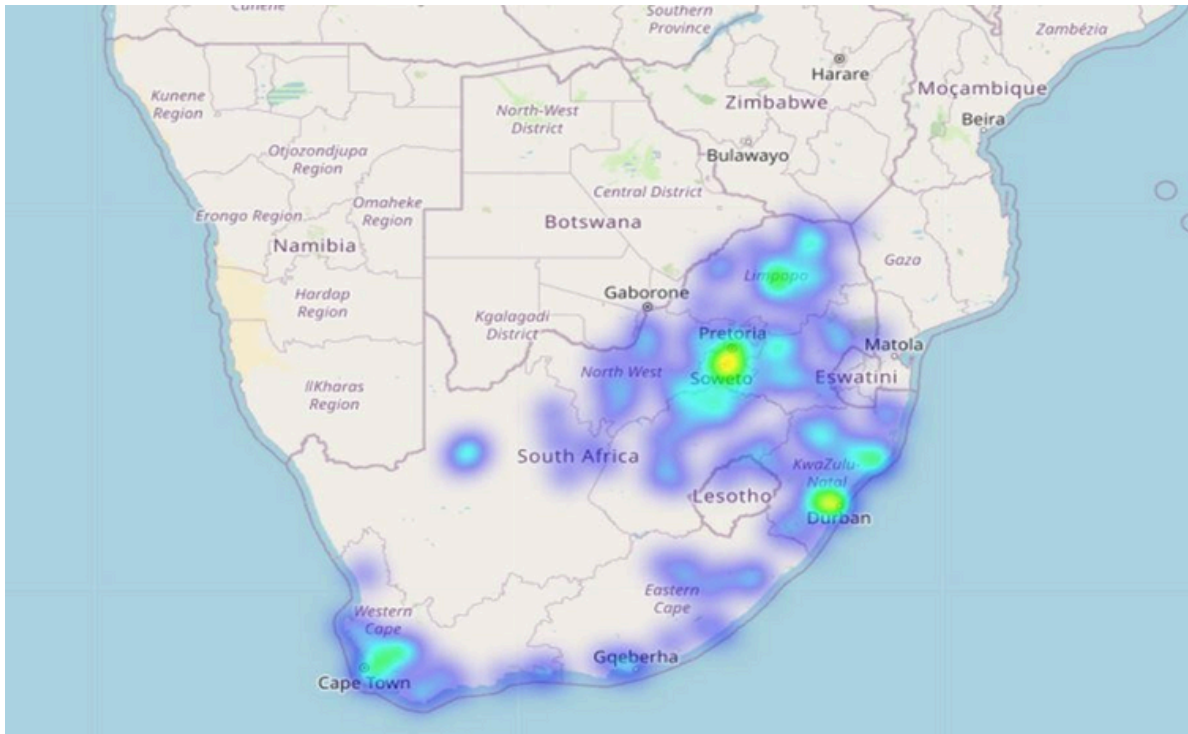 Southern
Province
Zambézia
Harare
Kunene
Region
North-West
District
Zimbabwe
Moçambique
Beira
Otjozondjupa
Region
Bulawayo
Central District
Omaheke
Region
Erongo Region
Botswana
Namibia
Gaza
Limpopo
Hardap
Region
Gaborone
Kgalagadi
District
Pretoria
Matola
North West
Soweto
Eswatini
ǁKharas
Region
South Africa
KwaZulu-
Natal
Lesotho
Durban
Eastern
Cape
Western
Cape
Gqeberha
Cape Town